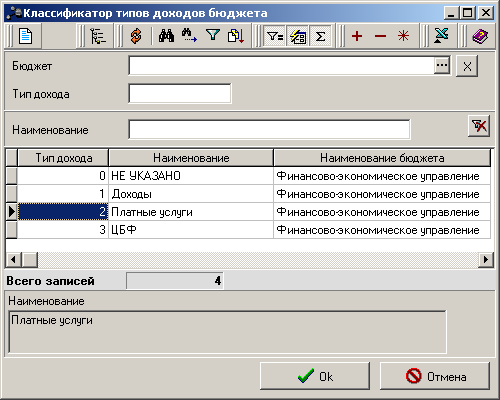 Классификатор типов доходов бюджета
Бюджет
Тип дохода
Наименование
Тип дохода Наименование Наименование бюджета
0 НЕ УКАЗАНО Финансово-экономическое управление
1 Доходы Финансово-экономическое управление
2 Платные услуги Финансово-экономическое управление
3 ЦБФ Финансово-экономическое управление
Всего записей 4
Наименование
Платные услуги
Ok Отмена